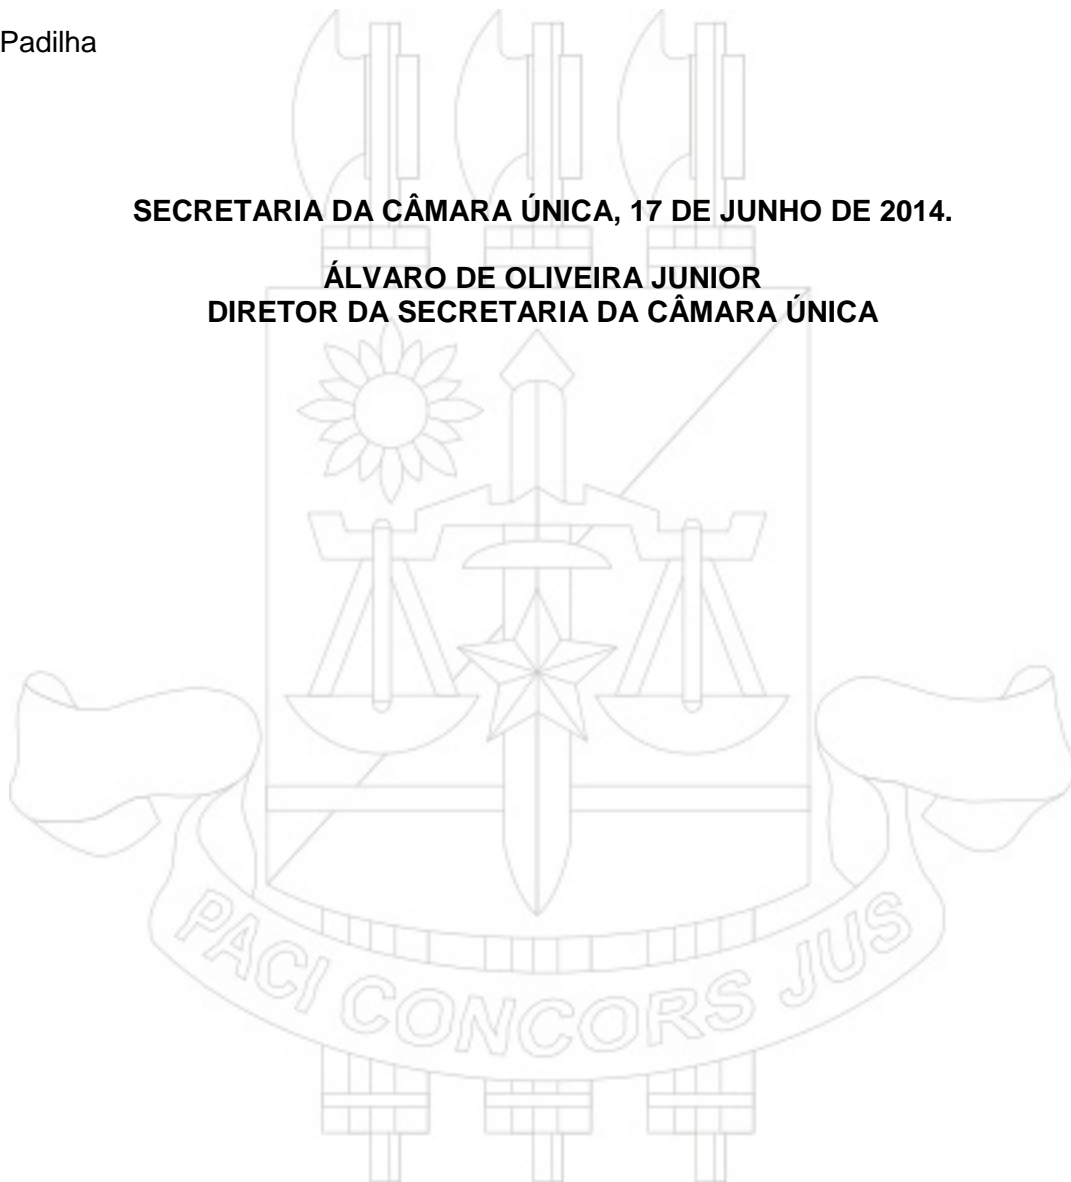 Padilha
SECRETARIA DA CÂMARA ÚNICA, 17 DE JUNHO DE 2014.
ÁLVARO DE OLIVEIRA JUNIOR
DIRETOR DA SECRETARIA DA CÂMARA ÚNICA
PACI CONCORS JUS